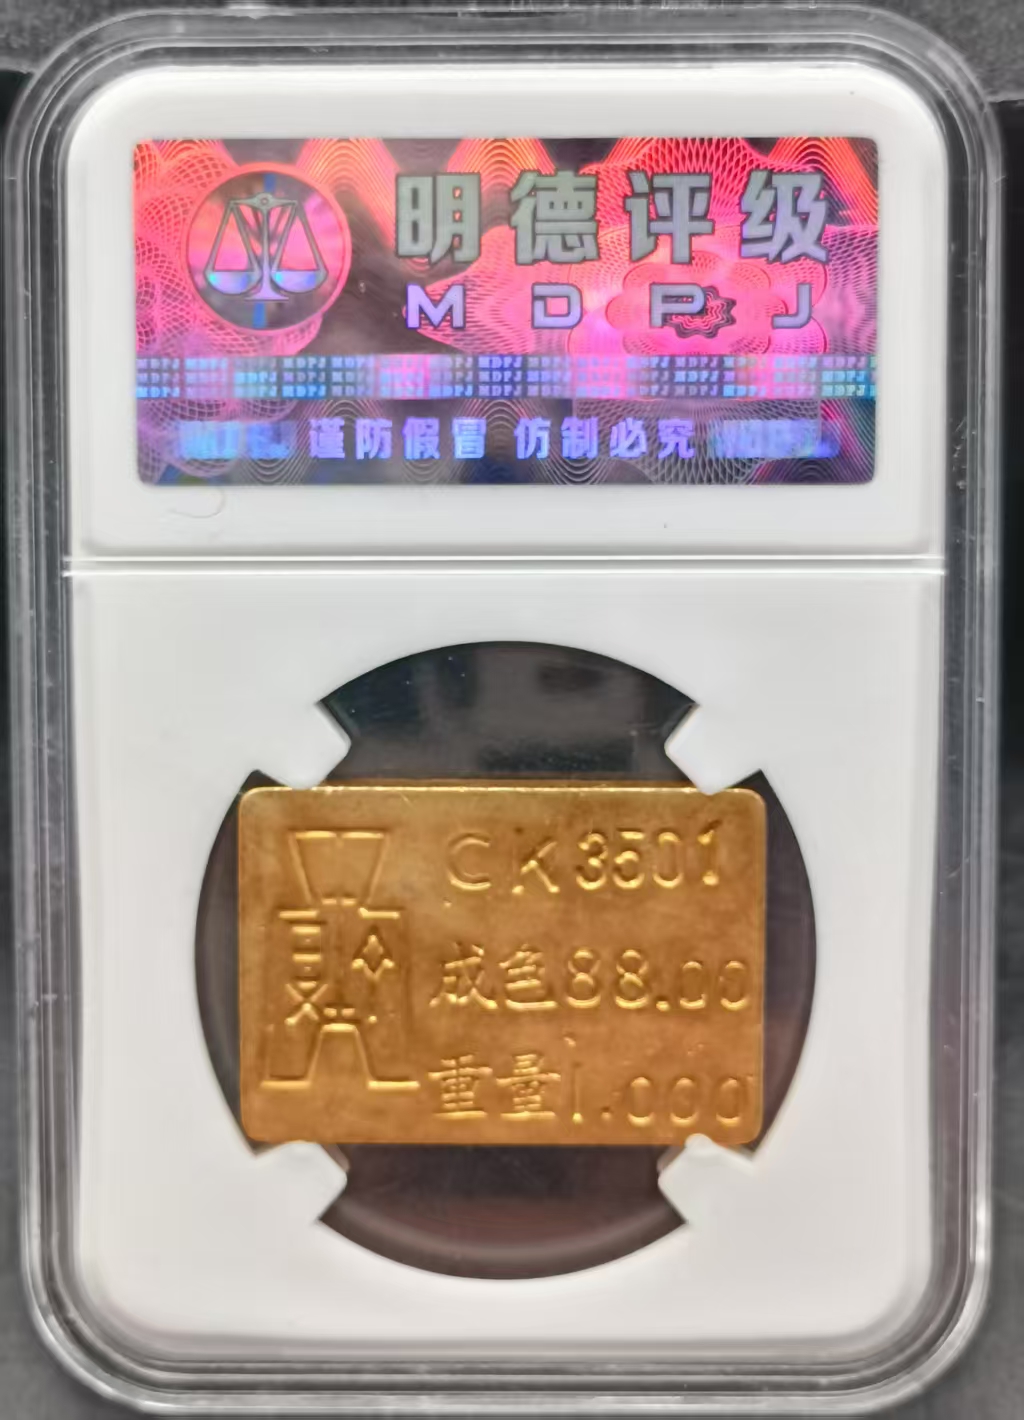 明德评级
MDPJ
谨防假冒 仿制必究
CK3501
成色88.00
重量1.000